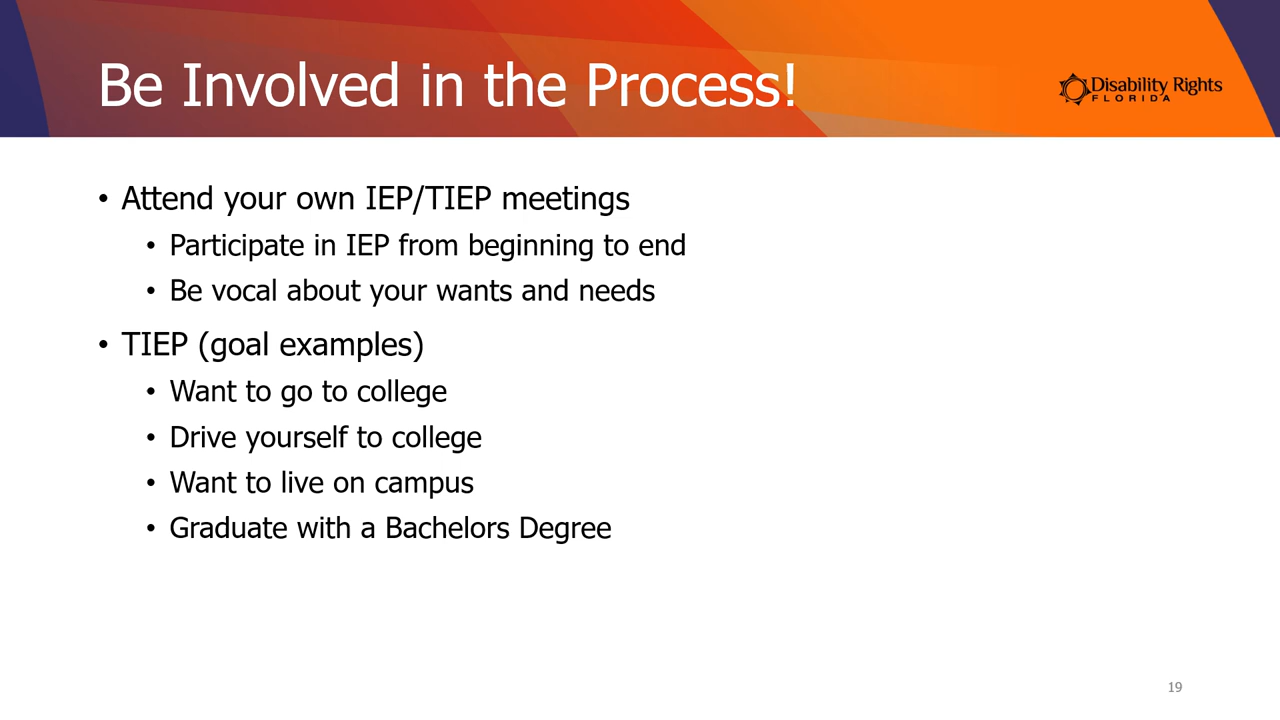 Be Involved in the Process!
Disability Rights
FLORIDA
• Attend your own IEP/TIEP meetings
• Participate in IEP from beginning to end
• Be vocal about your wants and needs
• TIEP (goal examples)
• Want to go to college
• Drive yourself to college
• Want to live on campus
• Graduate with a Bachelors Degree
19